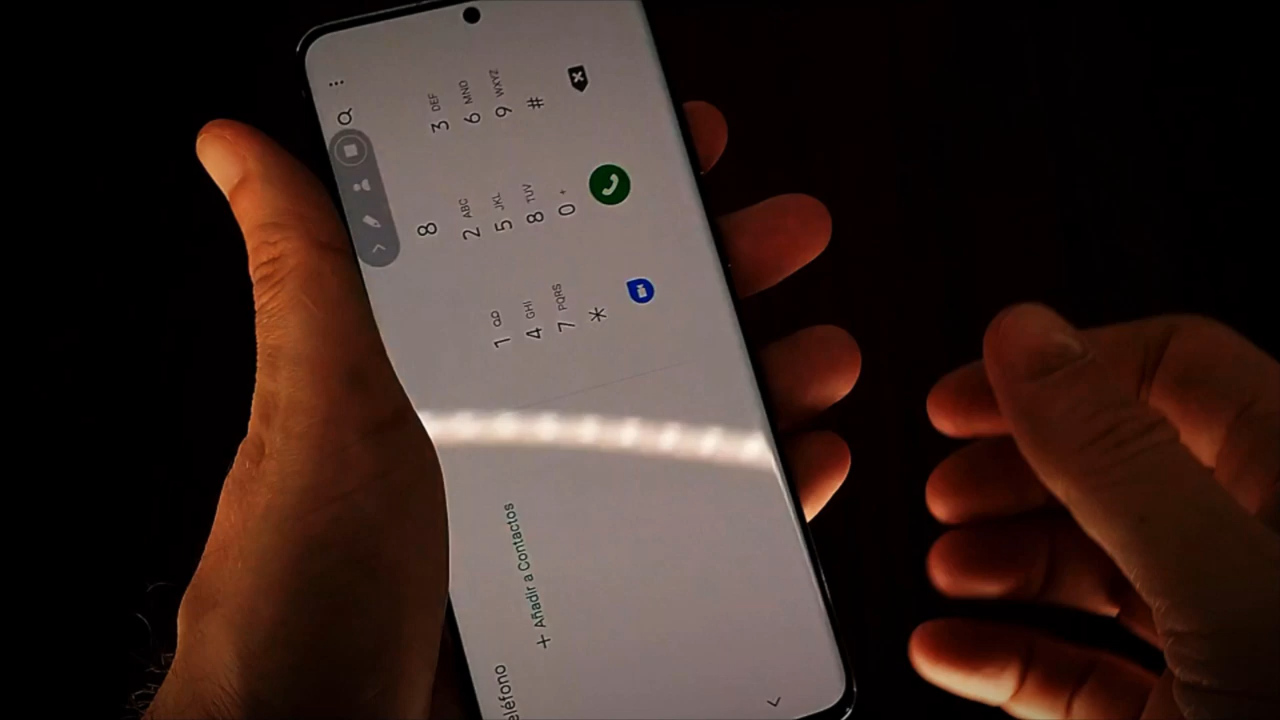 eléfono
+ Añadir a Contactos
8
1 2 ABC 3 DEF
4 GHI 5 JKL 6 MNO
7 PQRS 8 TUV 9 WXYZ
* 0 + #